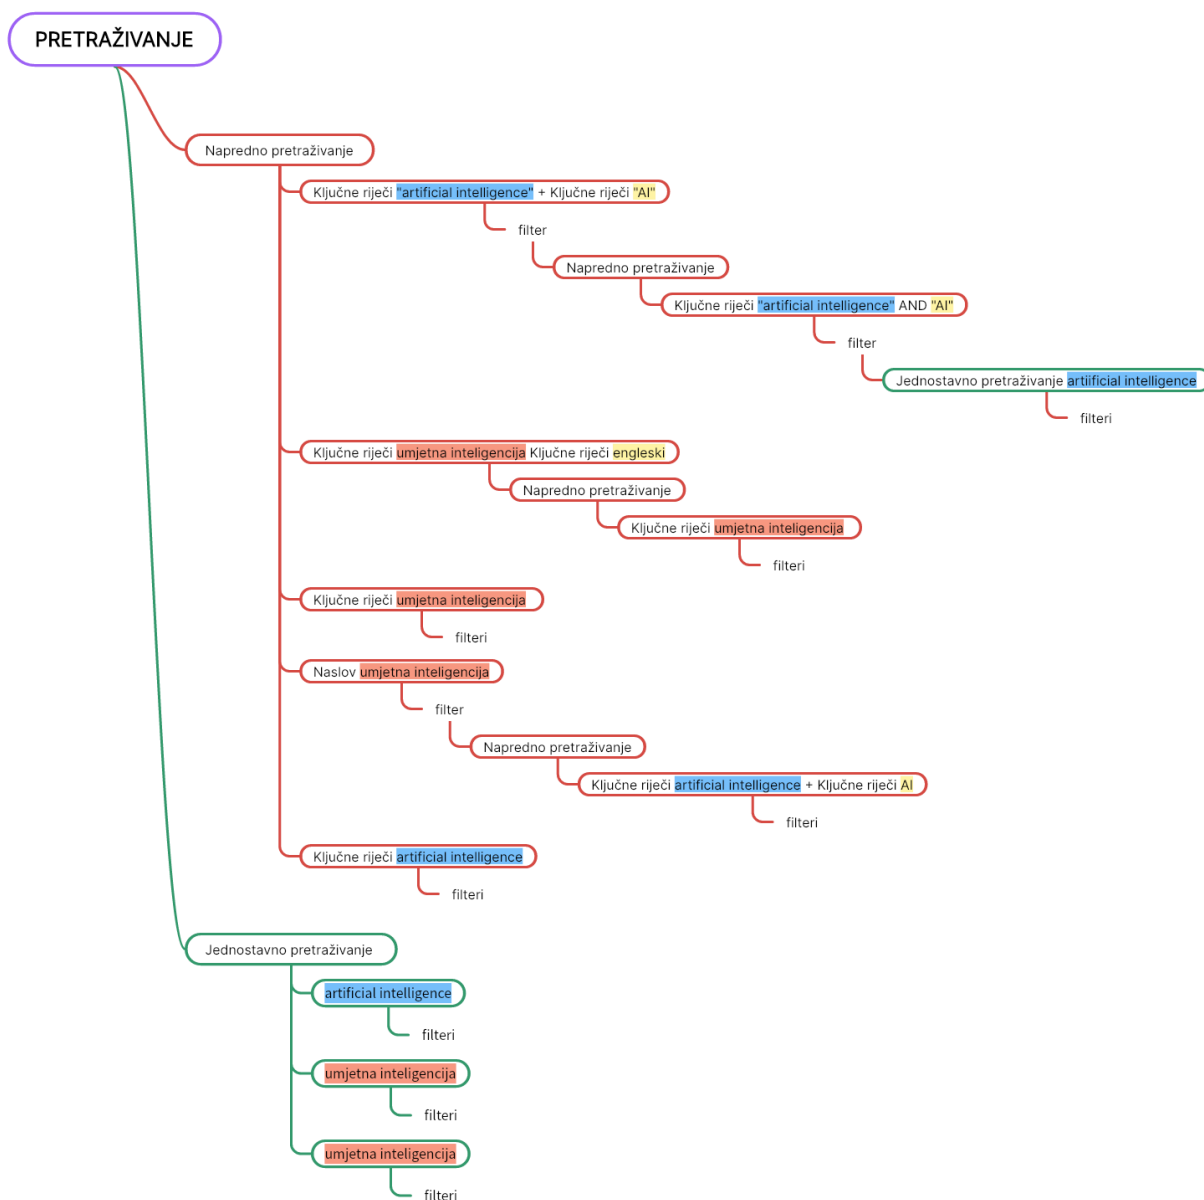 PRETRAŽIVANJE
Napredno pretraživanje
Ključne riječi "artificial intelligence" + Ključne riječi "AI"
filter
Napredno pretraživanje
Ključne riječi "artificial intelligence" AND "AI"
filter
Jednostavno pretraživanje artiificial intelligence
filteri
Ključne riječi umjetna inteligencija Ključne riječi engleski
Napredno pretraživanje
Ključne riječi umjetna inteligencija
filteri
Ključne riječi umjetna inteligencija
filteri
Naslov umjetna inteligencija
filter
Napredno pretraživanje
Ključne riječi artificial intelligence + Ključne riječi AI
filteri
Ključne riječi artificial intelligence
filteri
Jednostavno pretraživanje
artificial intelligence
filteri
umjetna inteligencija
filteri
umjetna inteligencija
filteri